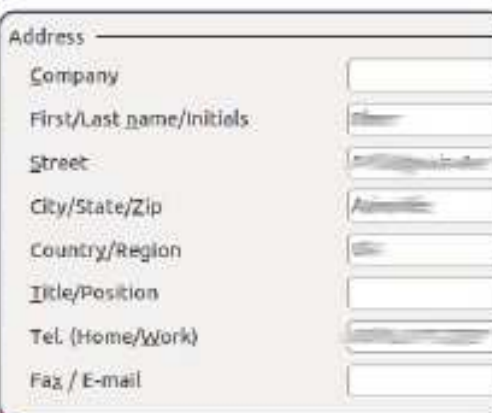 Address
Company
First/Last name/Initials
Street
City/State/Zip
Country/Region
Title/Position
Tel. (Home/Work)
Fax / E-mail